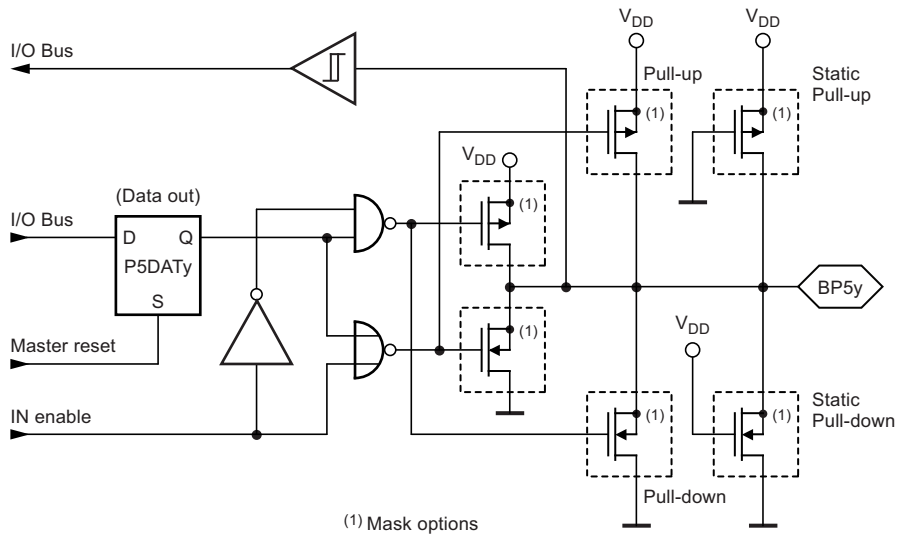 V_DD
V_DD
I/O Bus
Pull-up
Static
Pull-up
(1)
(1)
V_DD
(1)
(Data out)
I/O Bus
D Q
P5DATy
S
BP5y
(1)
V_DD
Master reset
IN enable
(1)
(1)
Static
Pull-down
Pull-down
(1) Mask options